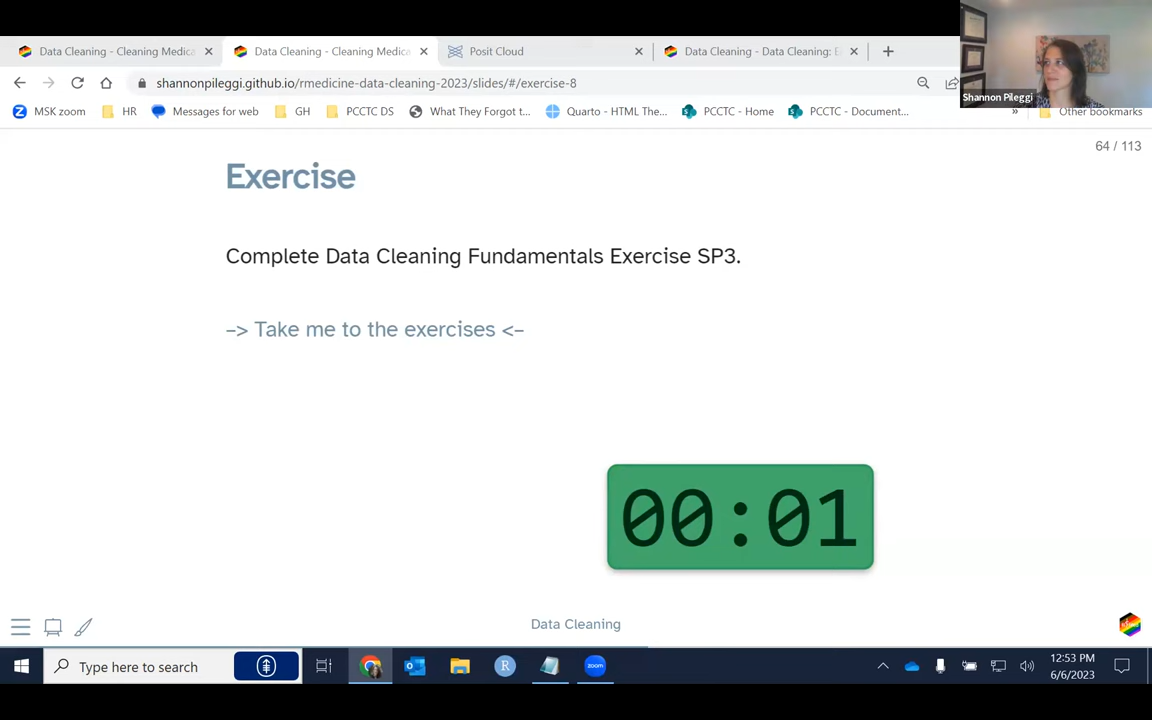 Data Cleaning - Cleaning Medica
Data Cleaning - Cleaning Medica
Posit Cloud
Data Cleaning - Data Cleaning: E
shannonpileggi.github.io/rmedicine-data-cleaning-2023/slides/#/exercise-8
Shannon Pileggi
MSK zoom
HR
Messages for web
GH
PCCTC DS
What They Forgot t...
Quarto - HTML The...
PCCTC - Home
PCCTC - Document...
»
Other bookmarks
64 / 113
Exercise
Complete Data Cleaning Fundamentals Exercise SP3.
–> Take me to the exercises <–
00:01
Data Cleaning
Type here to search
R
zoom
12:53 PM
6/6/2023